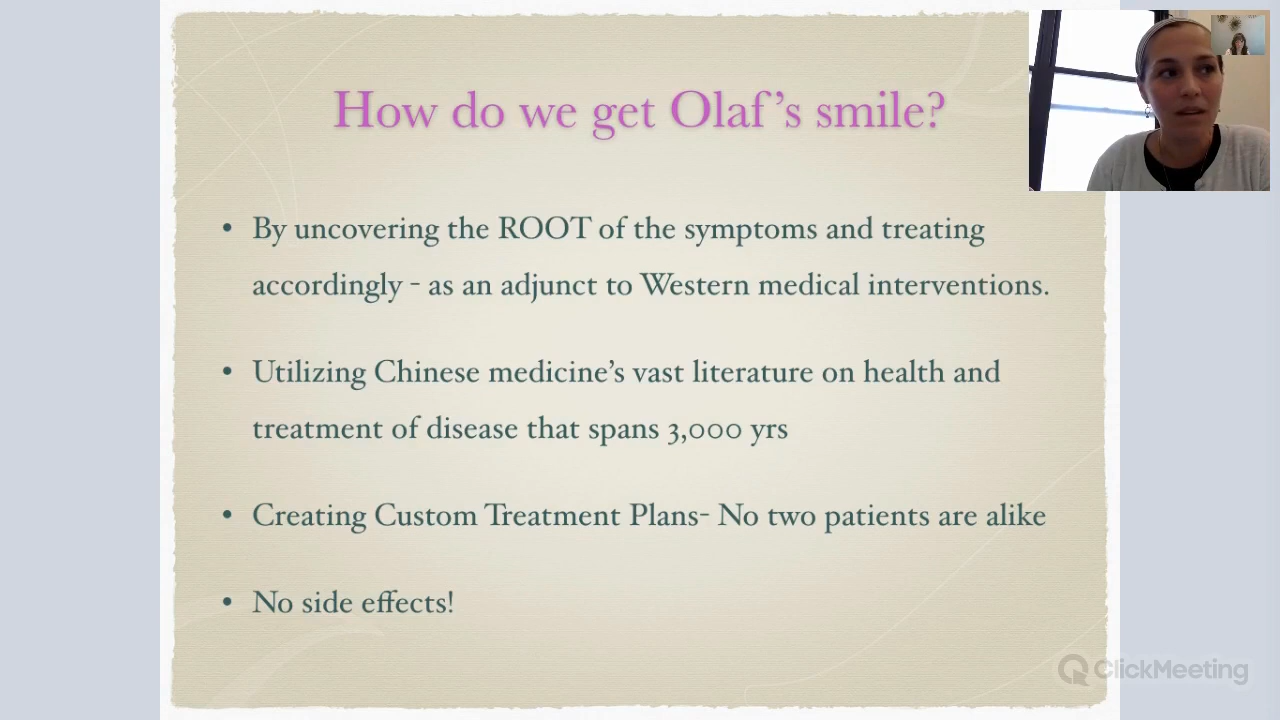 How do we get Olaf's smile?
• By uncovering the ROOT of the symptoms and treating
accordingly - as an adjunct to Western medical interventions.
• Utilizing Chinese medicine's vast literature on health and
treatment of disease that spans 3,000 yrs
• Creating Custom Treatment Plans- No two patients are alike
• No side effects!
ClickMeeting